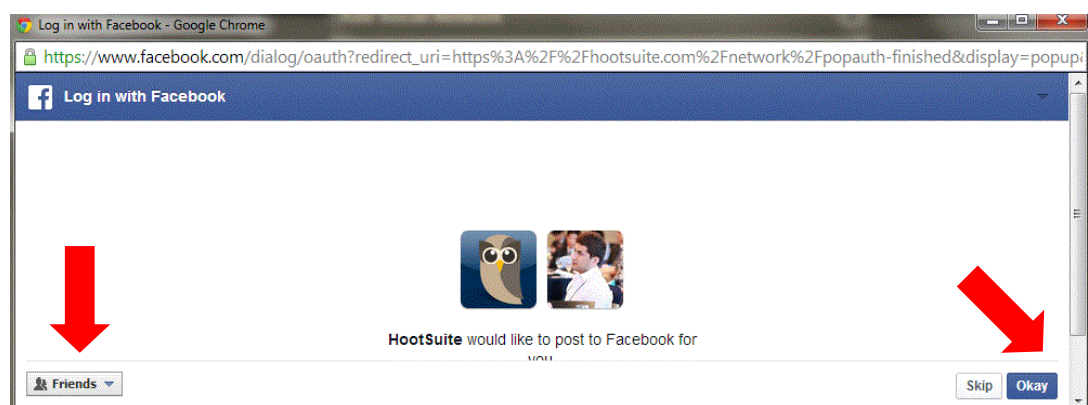 Log in with Facebook - Google Chrome
https://www.facebook.com/dialog/oauth?redirect_uri=https%3A%2F%2Fhootsuite.com%2Fnetwork%2Fpopauth-finished&display=popup
Log in with Facebook
HootSuite would like to post to Facebook for
you
Friends
Skip Okay